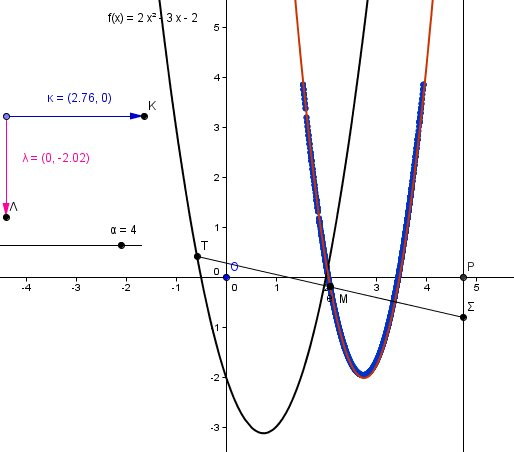 f(x) = 2 x² - 3 x - 2
5
4
κ = (2.76, 0)
K
3
λ = (0, -2.02)
2
Λ
1
α = 4
T
0
O
P
-4 -3 -2 -1 0 1 2 3 4 5
M
Σ
-1
-2
-3